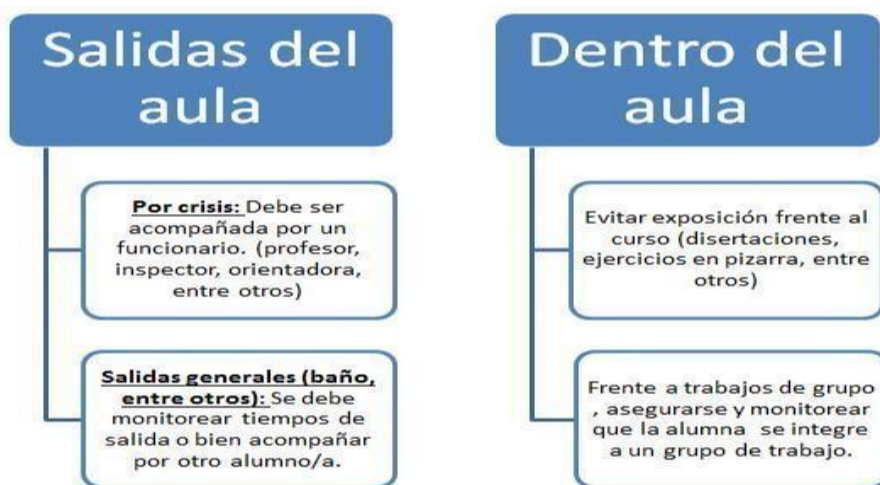 Salidas del
aula
Por crisis: Debe ser
acompañada por un
funcionario. (profesor,
inspector, orientadora,
entre otros)
Salidas generales (baño,
entre otros): Se debe
monitorear tiempos de
salida o bien acompañar
por otro alumno/a.
Dentro del
aula
Evitar exposición frente al
curso (disertaciones,
ejercicios en pizarra, entre
otros)
Frente a trabajos de grupo
, asegurarse y monitorear
que la alumna se integre
a un grupo de trabajo.